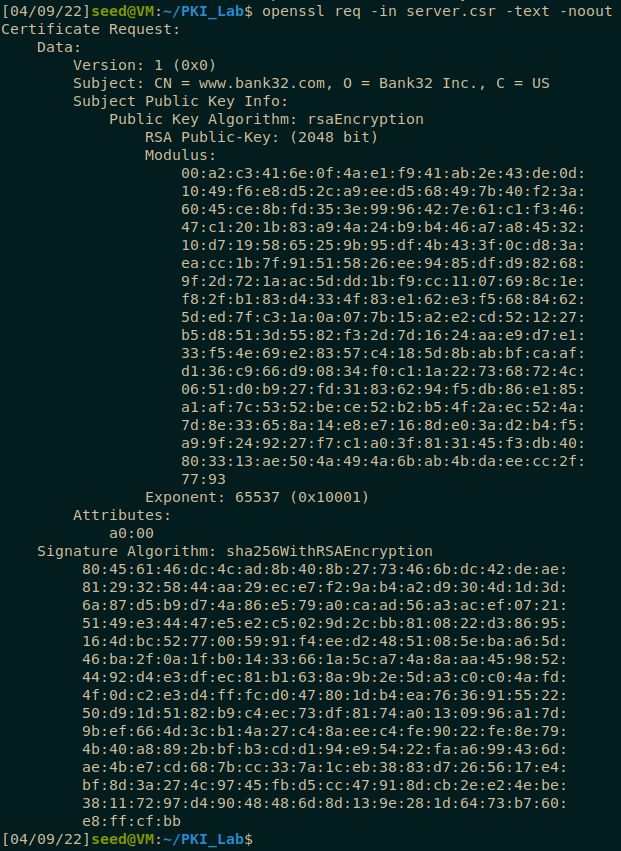 [04/09/22]seed@VM:~/PKI_Lab$ openssl req -in server.csr -text -noout
Certificate Request:
    Data:
        Version: 1 (0x0)
        Subject: CN = www.bank32.com, O = Bank32 Inc., C = US
        Subject Public Key Info:
            Public Key Algorithm: rsaEncryption
                RSA Public-Key: (2048 bit)
                Modulus:
                    00:a2:c3:41:6e:0f:4a:e1:f9:41:ab:2e:43:de:0d:
                    10:49:f6:e8:d5:2c:a9:ee:d5:68:49:7b:40:f2:3a:
                    60:45:ce:8b:fd:35:3e:99:96:42:7e:61:c1:f3:46:
                    47:c1:20:1b:83:a9:4a:24:b9:b4:46:a7:a8:45:32:
                    10:d7:19:58:65:25:9b:95:df:4b:43:3f:0c:d8:3a:
                    ea:cc:1b:7f:91:51:58:26:ee:94:85:df:d9:82:68:
                    9f:2d:72:1a:ac:5d:dd:1b:f9:cc:11:07:69:8c:1e:
                    f8:2f:b1:83:d4:33:4f:83:e1:62:e3:f5:68:84:62:
                    5d:ed:7f:c3:1a:0a:07:7b:15:a2:e2:cd:52:12:27:
                    b5:d8:51:3d:55:82:f3:2d:7d:16:24:aa:e9:d7:e1:
                    33:f5:4e:69:e2:83:57:c4:18:5d:8b:ab:bf:ca:af:
                    d1:36:c9:66:d9:08:34:f0:c1:1a:22:73:68:72:4c:
                    06:51:d0:b9:27:fd:31:83:62:94:f5:db:86:e1:85:
                    a1:af:7c:53:52:be:ce:52:b2:b5:4f:2a:ec:52:4a:
                    7d:8e:33:65:8a:14:e8:e7:16:8d:e0:3a:d2:b4:f5:
                    a9:9f:24:92:27:f7:c1:a0:3f:81:31:45:f3:db:40:
                    80:33:13:ae:50:4a:49:4a:6b:ab:4b:da:ee:cc:2f:
                    77:93
                Exponent: 65537 (0x10001)
        Attributes:
            a0:00
    Signature Algorithm: sha256WithRSAEncryption
         80:45:61:46:dc:4c:ad:8b:40:8b:27:73:46:6b:dc:42:de:ae:
         81:29:32:58:44:aa:29:ec:e7:f2:9a:b4:a2:d9:30:4d:1d:3d:
         6a:87:d5:b9:d7:4a:86:e5:79:a0:ca:ad:56:a3:ac:ef:07:21:
         51:49:e3:44:47:e5:e2:c5:02:9d:2c:bb:81:08:22:d3:86:95:
         16:4d:bc:52:77:00:59:91:f4:ee:d2:48:51:08:5e:ba:a6:5d:
         46:ba:2f:0a:1f:b0:14:33:66:1a:5c:a7:4a:8a:aa:45:98:52:
         44:92:d4:e3:df:ec:81:b1:63:8a:9b:2e:5d:a3:c0:c0:4a:fd:
         4f:0d:c2:e3:d4:ff:fc:d0:47:80:1d:b4:ea:76:36:91:55:22:
         50:d9:1d:51:82:b9:c4:ec:73:df:81:74:a0:13:09:96:a1:7d:
         9b:ef:66:4d:3c:b1:4a:27:c4:8a:ee:c4:fe:90:22:fe:8e:79:
         4b:40:a8:89:2b:bf:b3:cd:d1:94:e9:54:22:fa:a6:99:43:6d:
         ae:4b:e7:cd:68:7b:cc:33:7a:1c:eb:38:83:d7:26:56:17:e4:
         bf:8d:3a:27:4c:97:45:fb:d5:cc:47:91:8d:cb:2e:e2:4e:be:
         38:11:72:97:d4:90:48:48:6d:8d:13:9e:28:1d:64:73:b7:60:
         e8:ff:cf:bb
[04/09/22]seed@VM:~/PKI_Lab$